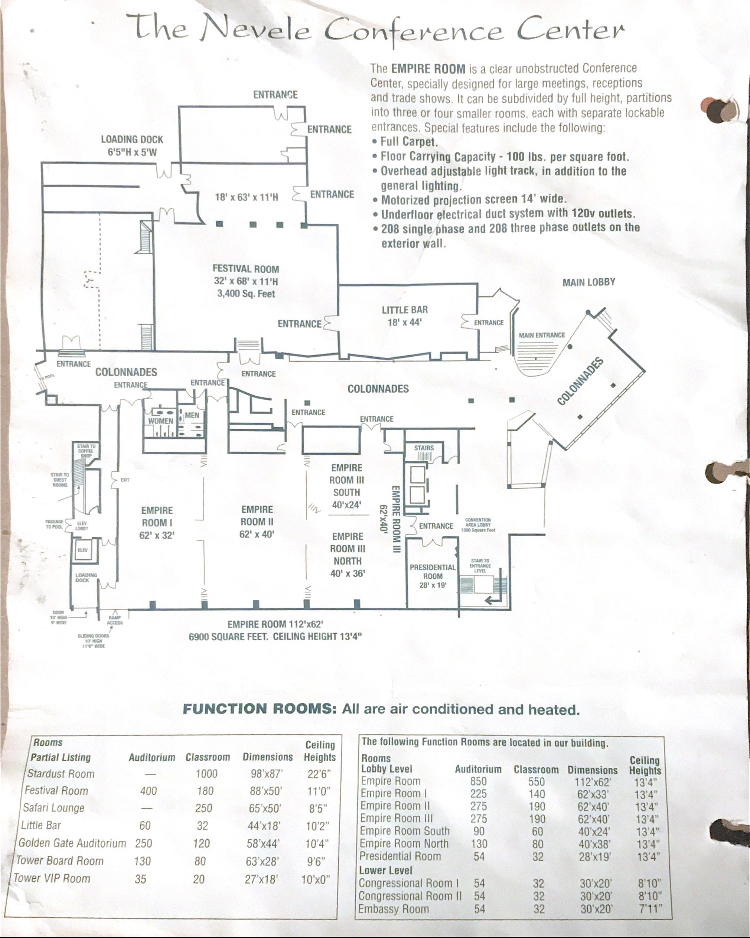 The Nevele Conference Center
The EMPIRE ROOM is a clear unobstructed Conference
Center, specially designed for large meetings, receptions
and trade shows. It can be subdivided by full height, partitions
into three or four smaller rooms, each with separate lockable
entrances. Special features include the following:
• Full Carpet.
• Floor Carrying Capacity - 100 lbs. per square foot.
• Overhead adjustable light track, in addition to the
general lighting.
• Motorized projection screen 14' wide.
• Underfloor electrical duct system with 120v outlets.
• 208 single phase and 208 three phase outlets on the
exterior wall.
ENTRANCE
ENTRANCE
LOADING DOCK
6'5"H x 5'W
18' x 63' x 11'H
ENTRANCE
FESTIVAL ROOM
32' x 68' x 11'H
3,400 Sq. Feet
MAIN LOBBY
LITTLE BAR
18' x 44'
ENTRANCE
ENTRANCE
MAIN ENTRANCE
ENTRANCE
COLONNADES
ENTRANCE
ENTRANCE
ENTRANCE
COLONNADES
COLONNADES
WOMEN
MEN
ENTRANCE
ENTRANCE
STAIR TO
COFFEE
SHOP
STAIRS
STAIR TO
GUEST
ROOMS
EXIT
EMPIRE
ROOM I
62' x 32'
EMPIRE
ROOM II
62' x 40'
EMPIRE
ROOM III
SOUTH
40'x24'
EMPIRE ROOM III
62'x40'
PASSAGE
TO POOL
ELEV
LOBBY
ENTRANCE
CONVENTION
AREA LOBBY
1000 Square Feet
ELEV
EMPIRE
ROOM III
NORTH
40' x 36'
LOADING
DOCK
PRESIDENTIAL
ROOM
28' x 19'
STAIR TO
ENTRANCE
LEVEL
DOOR
10' HIGH
8' WIDE
RAMP
ACCESS
SLIDING DOORS
10' HIGH
11'6" WIDE
EMPIRE ROOM 112'x62'
6900 SQUARE FEET. CEILING HEIGHT 13'4"
FUNCTION ROOMS: All are air conditioned and heated.
Rooms
Partial Listing Auditorium Classroom Dimensions Ceiling Heights
Stardust Room — 1000 98'x87' 22'6"
Festival Room 400 180 88'x50' 11'0"
Safari Lounge — 250 65'x50' 8'5"
Little Bar 60 32 44'x18' 10'2"
Golden Gate Auditorium 250 120 58'x44' 10'4"
Tower Board Room 130 80 63'x28' 9'6"
Tower VIP Room 35 20 27'x18' 10'x0"
The following Function Rooms are located in our building.
Rooms
Lobby Level Auditorium Classroom Dimensions Ceiling Heights
Empire Room 850 550 112'x62' 13'4"
Empire Room I 225 140 62'x33' 13'4"
Empire Room II 275 190 62'x40' 13'4"
Empire Room III 275 190 62'x40' 13'4"
Empire Room South 90 60 40'x24' 13'4"
Empire Room North 130 80 40'x38' 13'4"
Presidential Room 54 32 28'x19' 13'4"
Lower Level
Congressional Room I 54 32 30'x20' 8'10"
Congressional Room II 54 32 30'x20' 8'10"
Embassy Room 54 32 30'x20' 7'11"